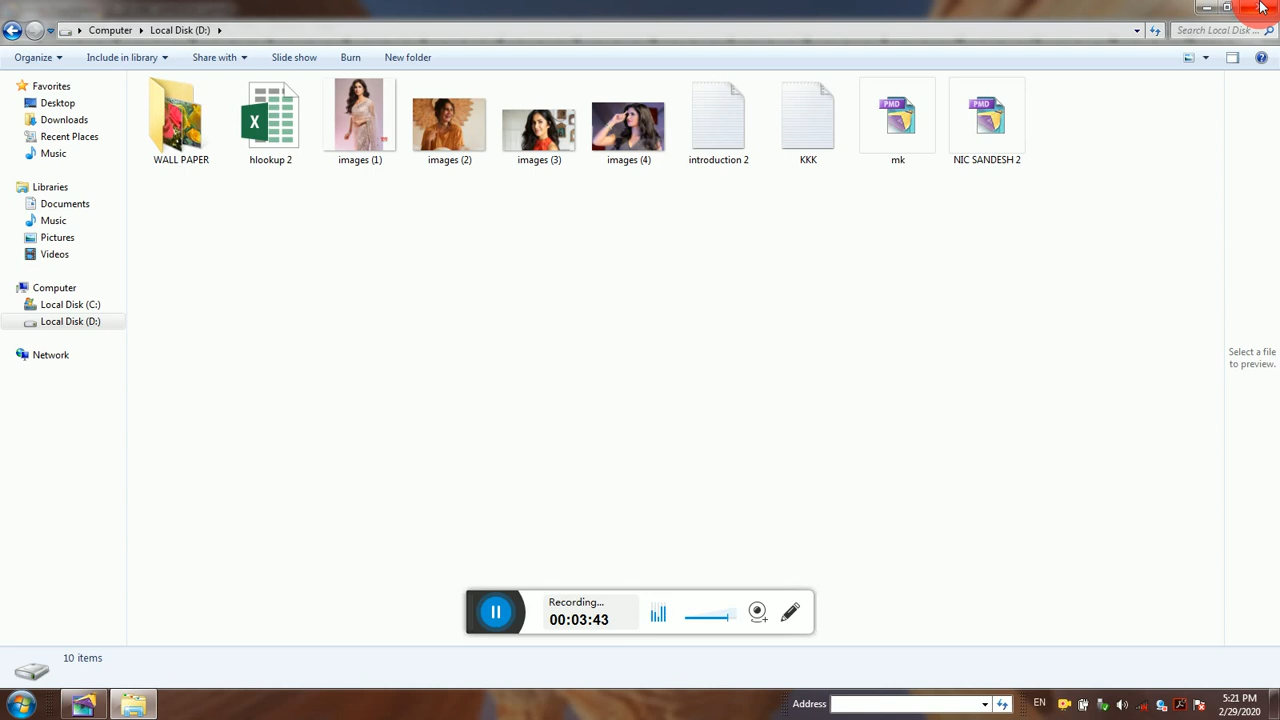 Computer
Local Disk (D:)
Search Local Disk ...
Organize
Include in library
Share with
Slide show
Burn
New folder
Favorites
Desktop
Downloads
Recent Places
Music
Libraries
Documents
Music
Pictures
Videos
Computer
Local Disk (C:)
Local Disk (D:)
Network
WALL PAPER
hlookup 2
images (1)
images (2)
images (3)
images (4)
introduction 2
KKK
PMD
mk
PMD
NIC SANDESH 2
Select a file
to preview.
Recording...
00:03:43
10 items
Address
EN
5:21 PM
2/29/2020